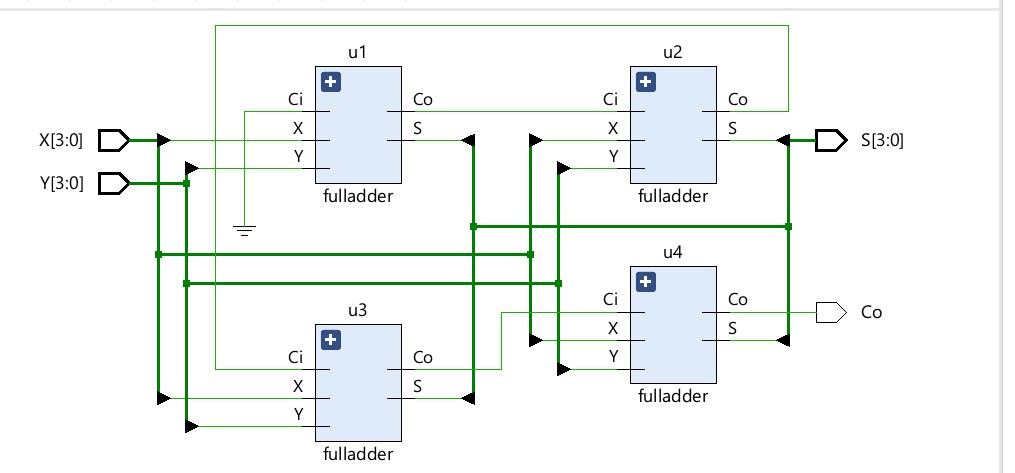 u1
u2
Ci
Co
Ci
Co
X[3:0]
X
S
X
S
S[3:0]
Y
Y
Y[3:0]
fulladder
fulladder
u4
u3
Ci
Co
Co
X
S
Ci
Co
Y
X
S
fulladder
Y
fulladder